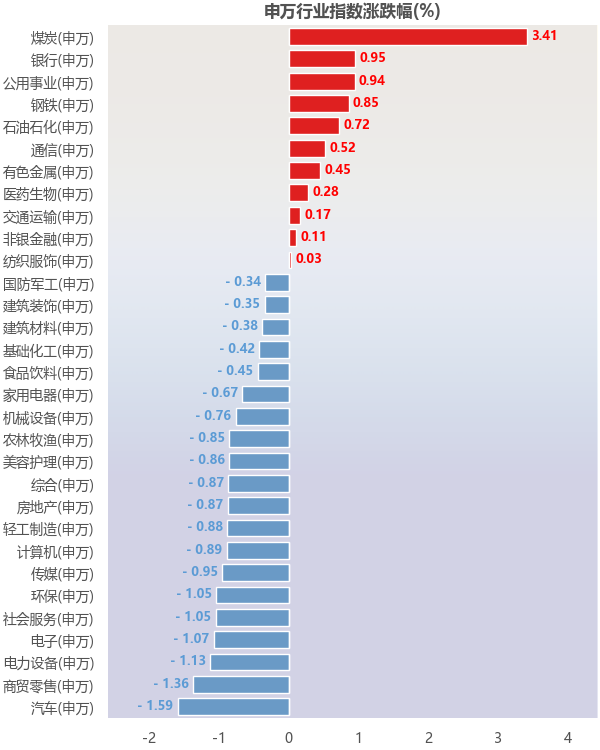 申万行业指数涨跌幅(%)
煤炭(申万) 3.41
银行(申万) 0.95
公用事业(申万) 0.94
钢铁(申万) 0.85
石油石化(申万) 0.72
通信(申万) 0.52
有色金属(申万) 0.45
医药生物(申万) 0.28
交通运输(申万) 0.17
非银金融(申万) 0.11
纺织服饰(申万) 0.03
国防军工(申万) - 0.34
建筑装饰(申万) - 0.35
建筑材料(申万) - 0.38
基础化工(申万) - 0.42
食品饮料(申万) - 0.45
家用电器(申万) - 0.67
机械设备(申万) - 0.76
农林牧渔(申万) - 0.85
美容护理(申万) - 0.86
综合(申万) - 0.87
房地产(申万) - 0.87
轻工制造(申万) - 0.88
计算机(申万) - 0.89
传媒(申万) - 0.95
环保(申万) - 1.05
社会服务(申万) - 1.05
电子(申万) - 1.07
电力设备(申万) - 1.13
商贸零售(申万) - 1.36
汽车(申万) - 1.59
-2 -1 0 1 2 3 4